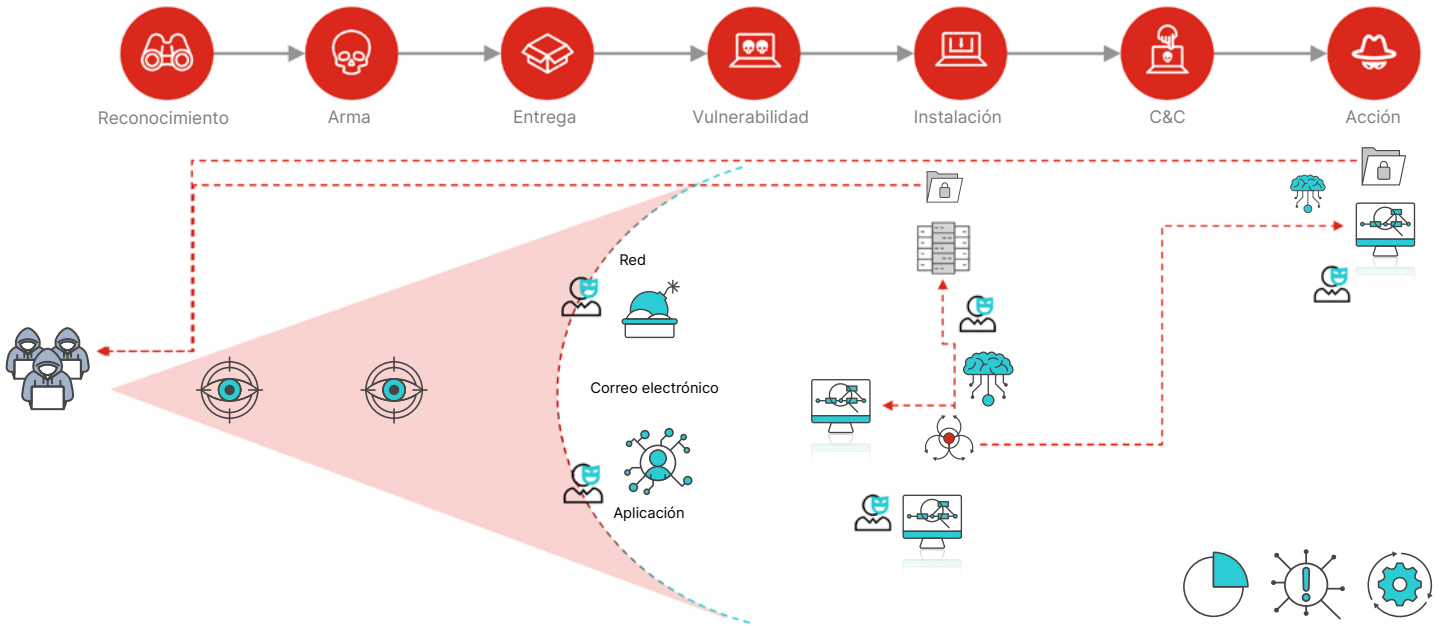 Reconocimiento
Arma
Entrega
Vulnerabilidad
Instalación
C&C
Acción
Red
Correo electrónico
Aplicación